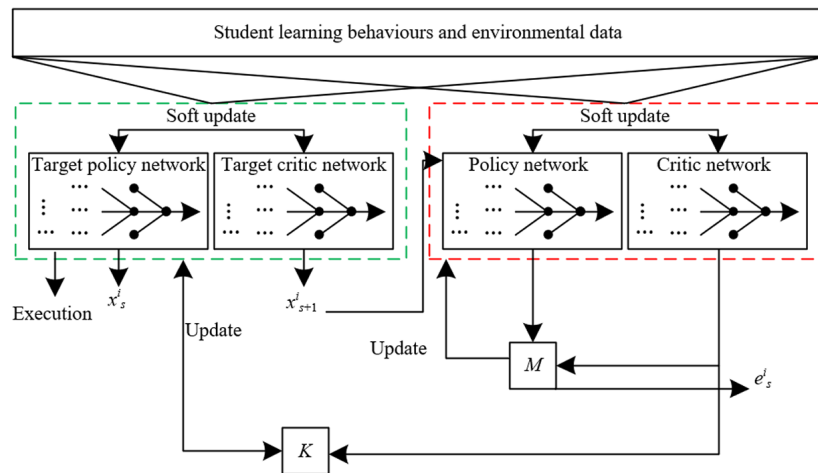 Student learning behaviours and environmental data
Soft update
Soft update
Target policy network
Target critic network
Policy network
Critic network
Execution
x^i_s
x^i_{s+1}
Update
Update
M
e^i_s
K